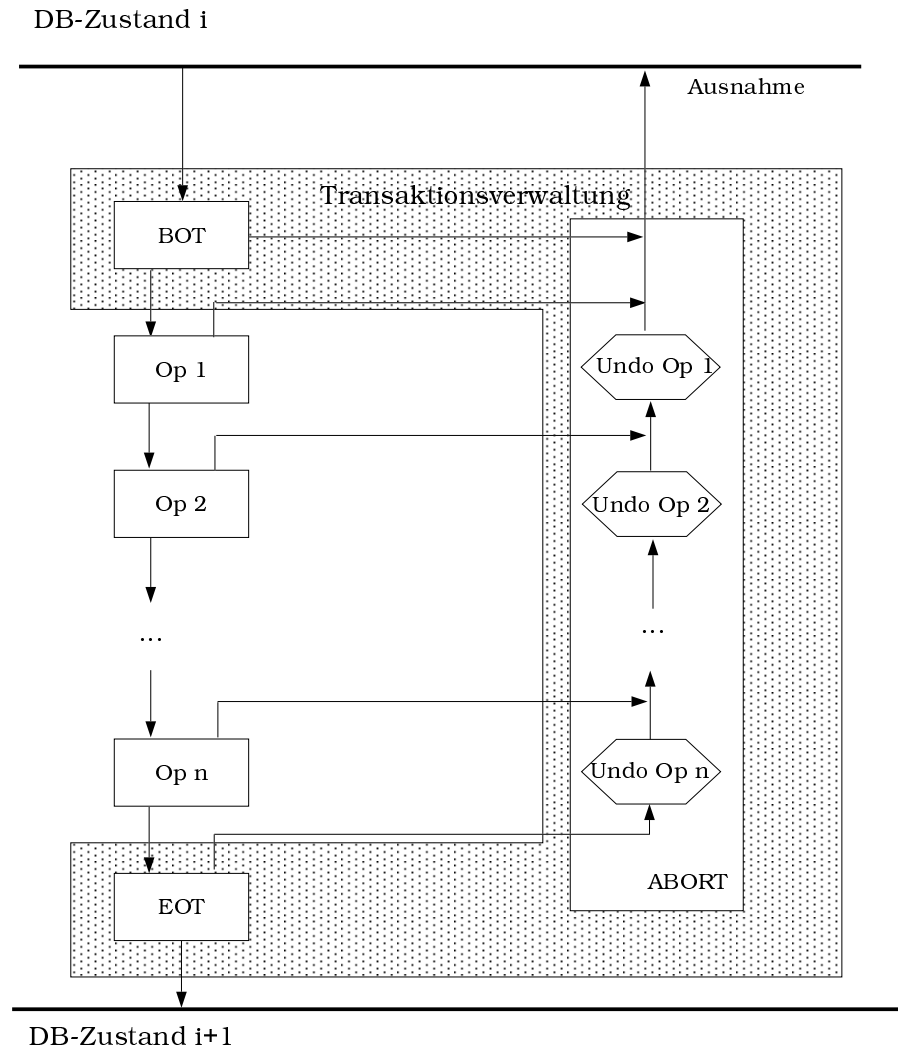 DB-Zustand i
Ausnahme
Transaktionsverwaltung
BOT
Op 1
Undo Op 1
Op 2
Undo Op 2
...
...
Op n
Undo Op n
ABORT
EOT
DB-Zustand i+1